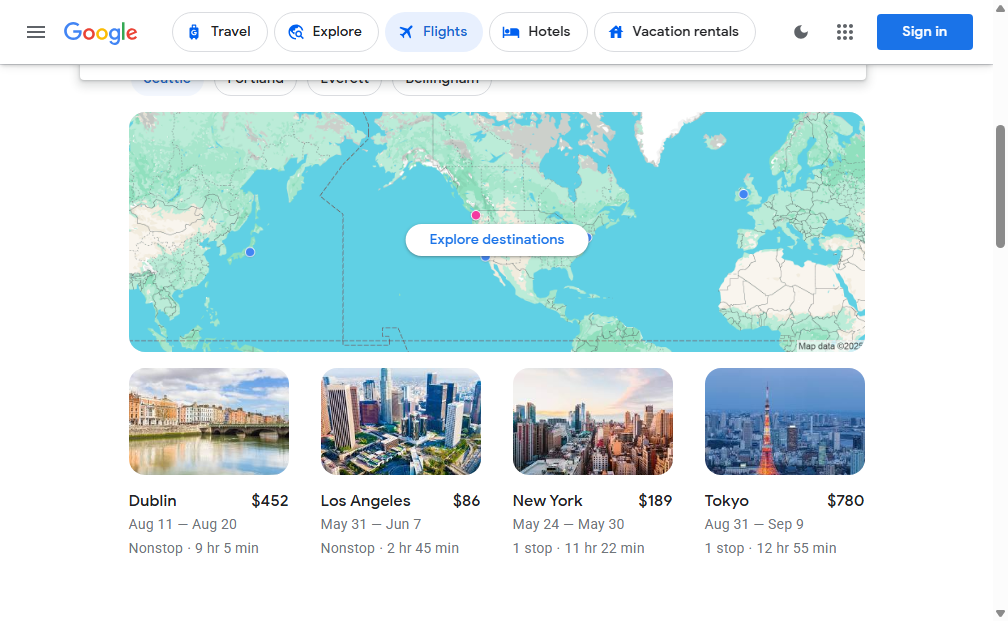 Google
Travel
Explore
Flights
Hotels
Vacation rentals
Sign in
Seattle
Portland
Everett
Bellingham
Explore destinations
Map data ©2025
Dublin $452
Aug 11 — Aug 20
Nonstop · 9 hr 5 min
Los Angeles $86
May 31 — Jun 7
Nonstop · 2 hr 45 min
New York $189
May 24 — May 30
1 stop · 11 hr 22 min
Tokyo $780
Aug 31 — Sep 9
1 stop · 12 hr 55 min